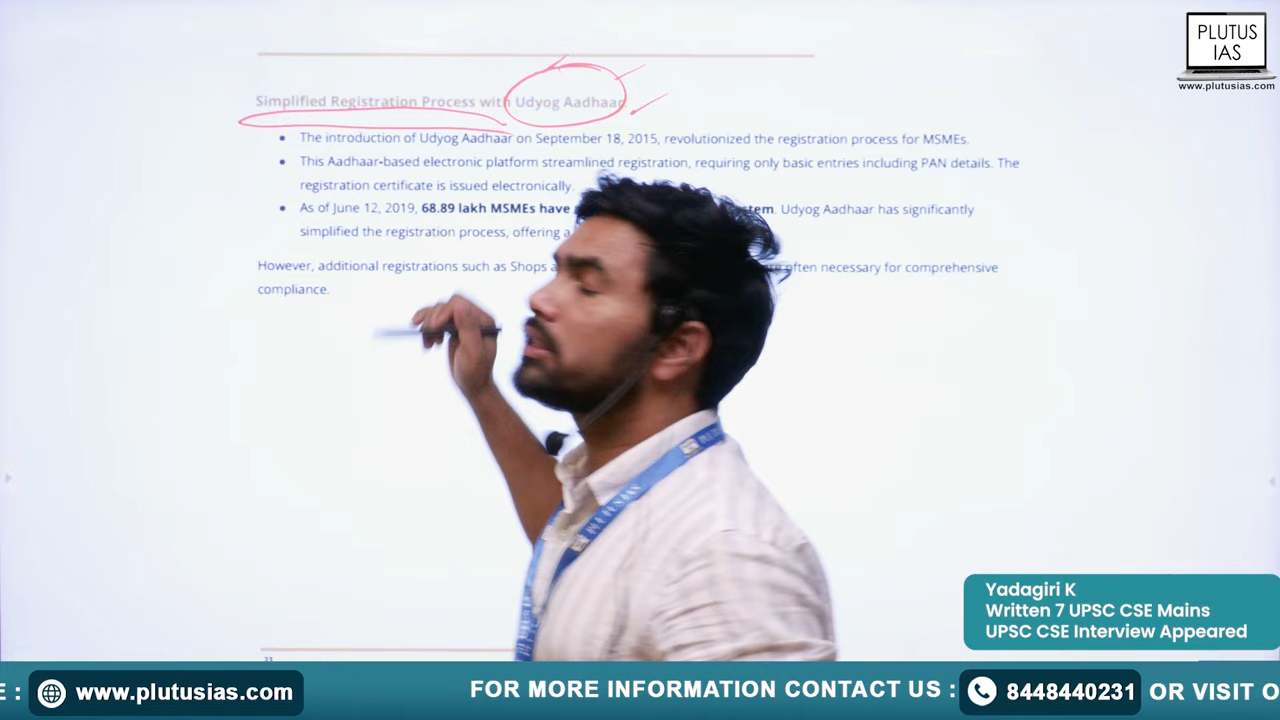 PLUTUS
IAS
www.plutusias.com
Simplified Registration Process with Udyog Aadhaar
• The introduction of Udyog Aadhaar on September 18, 2015, revolutionized the registration process for MSMEs.
• This Aadhaar-based electronic platform streamlined registration, requiring only basic entries including PAN details. The
registration certificate is issued electronically.
• As of June 12, 2019, 68.89 lakh MSMEs have . Udyog Aadhaar has significantly
simplified the registration process, offering a
However, additional registrations such as Shops often necessary for comprehensive
compliance.
Yadagiri K
Written 7 UPSC CSE Mains
UPSC CSE Interview Appeared
E : www.plutusias.com FOR MORE INFORMATION CONTACT US : 8448440231 OR VISIT O